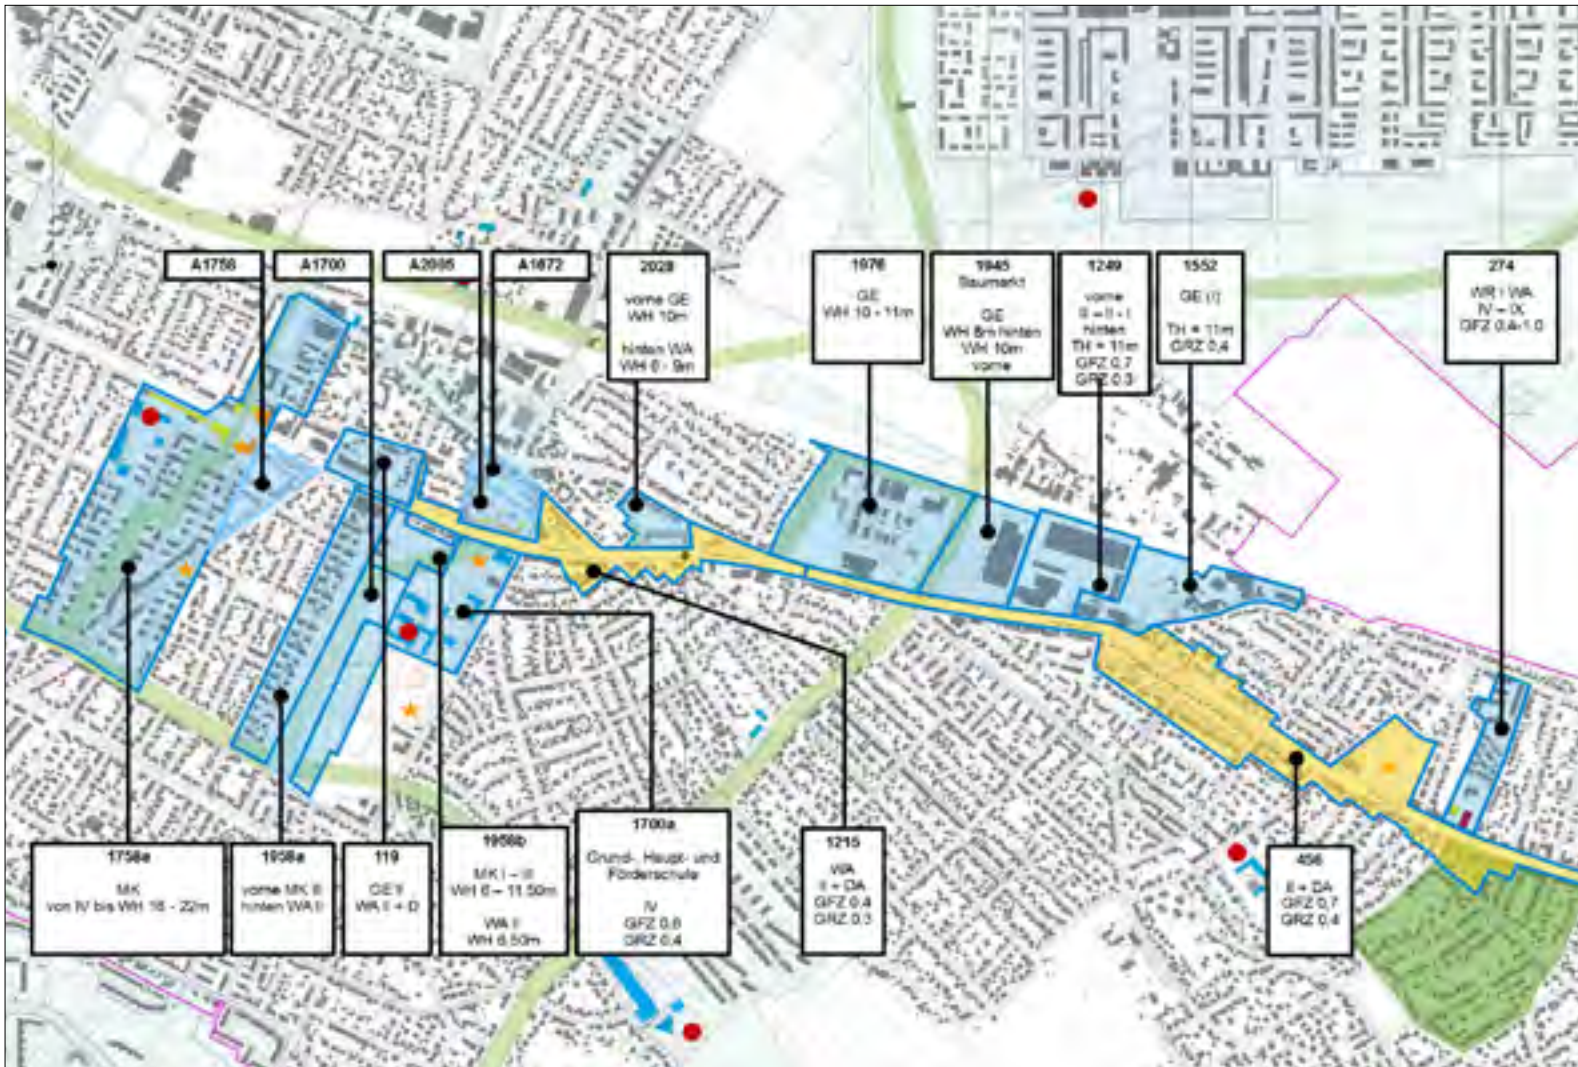 A1758
A1700
A2005
A1672
2028
vorne GE
WH 10m
hinten WA
WH 6 - 9m
1976
GE
WH 10 - 11m
1945
Baumarkt
GE
WH 8m hinten
WH 10m
vorne
1249
vorne
II – II - I
hinten
TH = 11m
GFZ 0,7
GRZ 0,3
1552
GE (/)
TH = 11m
GRZ 0,4
274
WR I WA
IV – IX
GFZ 0,4-1,0
1758e
MK
von IV bis WH 16 - 22m
1958a
vorne MK III
hinten WA II
119
GE II
WA II + D
1958b
MK I – III
WH 6 – 11,50m
WA II
WH 6,50m
1700a
Grund-, Haupt- und
Förderschule
IV
GFZ 0,8
GRZ 0,4
1215
WA
II + DA
GFZ 0,4
GRZ 0,3
456
II + DA
GFZ 0,7
GRZ 0,4